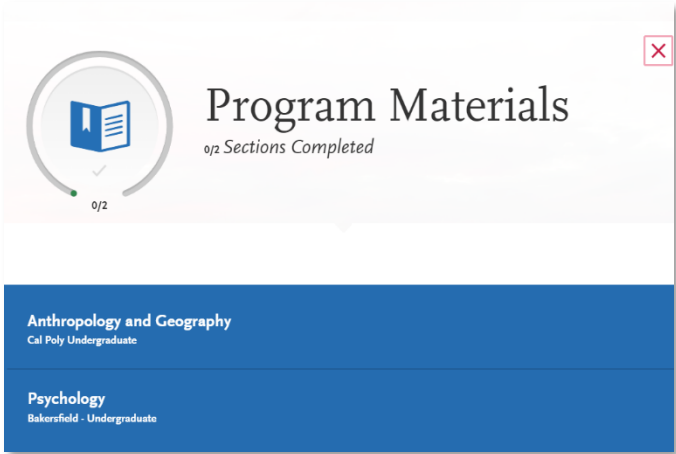 Program Materials
0/2 Sections Completed
0/2
Anthropology and Geography
Cal Poly Undergraduate
Psychology
Bakersfield - Undergraduate